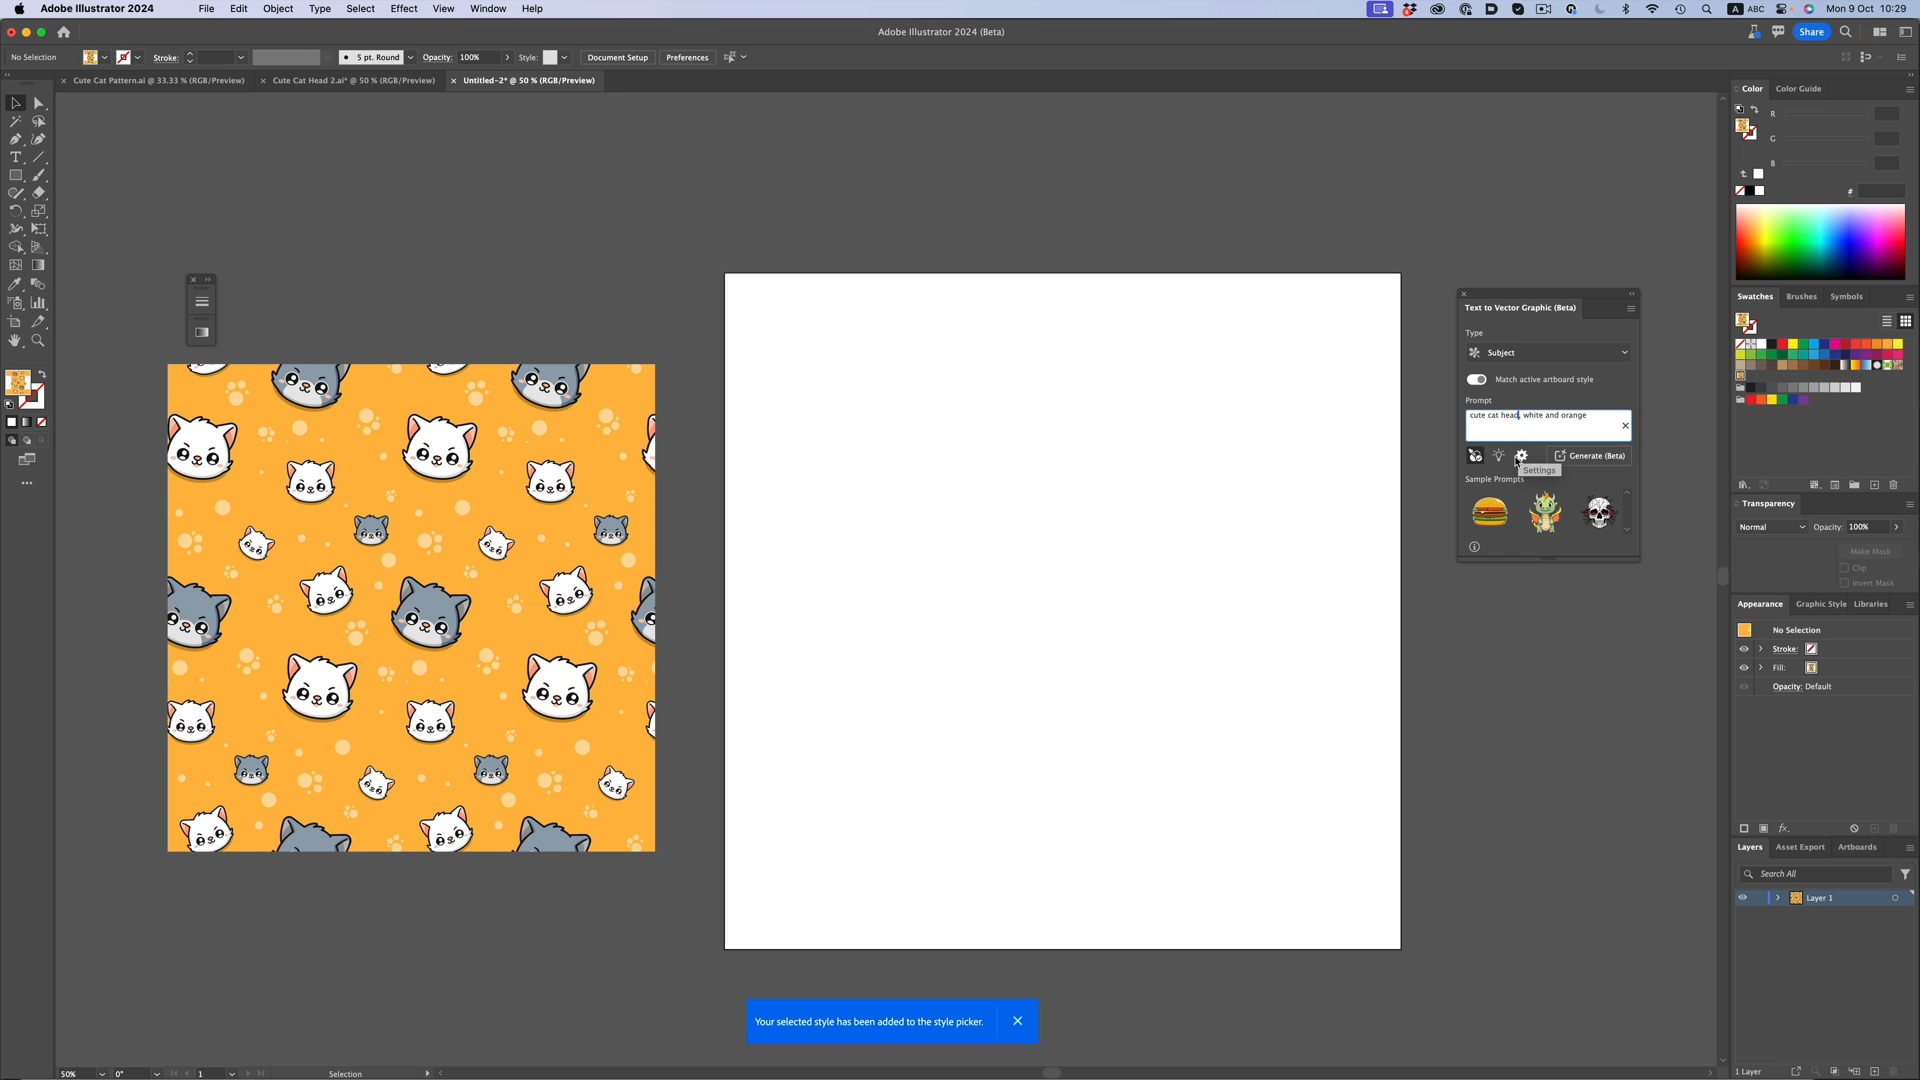 Adobe Illustrator 2024 File Edit Object Type Select Effect View Window Help A ABC Mon 9 Oct 10:29
Adobe Illustrator 2024 (Beta) Share
No Selection Stroke: 5 pt. Round Opacity: 100% Style: Document Setup Preferences
Cute Cat Pattern.ai @ 33.33 % (RGB/Preview) Cute Cat Head 2.ai* @ 50 % (RGB/Preview) Untitled-2* @ 50 % (RGB/Preview)
Color Color Guide
R
G
B
#
Swatches Brushes Symbols
Text to Vector Graphic (Beta)
Type
Subject
Match active artboard style
Prompt
cute cat head, white and orange
Generate (Beta)
Settings
Sample Prompts
Transparency
Normal Opacity: 100%
Make Mask
Clip
Invert Mask
Appearance Graphic Style Libraries
No Selection
Stroke:
Fill:
Opacity: Default
fx.
Layers Asset Export Artboards
Search All
Layer 1
Your selected style has been added to the style picker.
50% 0° 1 Selection
1 Layer